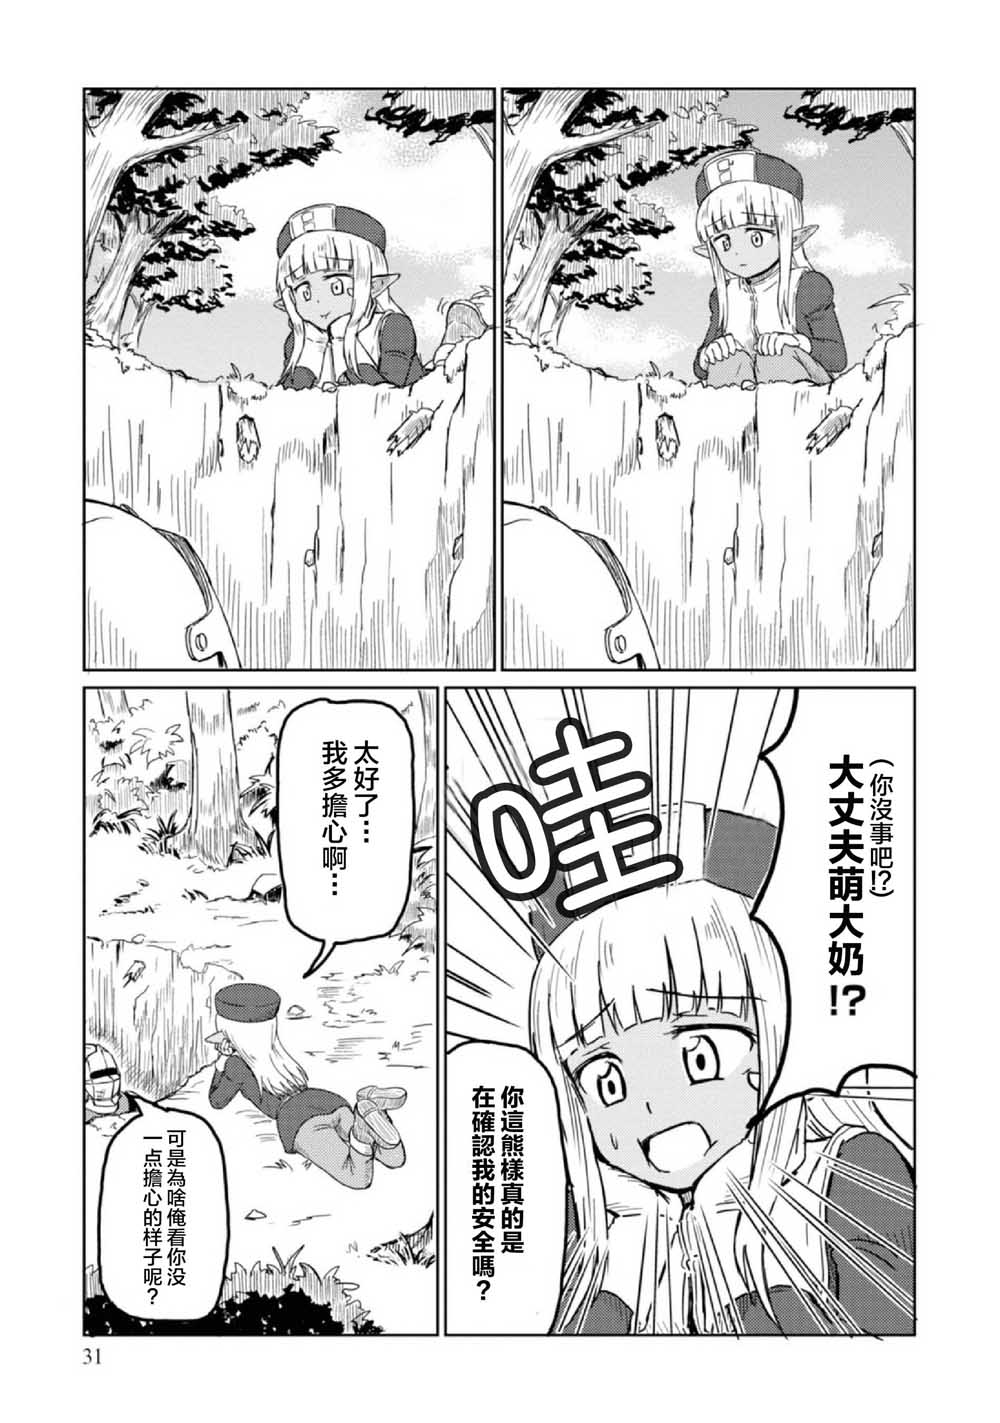 （你沒事吧!?）
大丈夫萌大奶!?
哇
你這熊樣真的是
在確認我的安全嗎？
太好了…
我多擔心啊…
可是為啥俺看你没
一点擔心的样子呢？
31